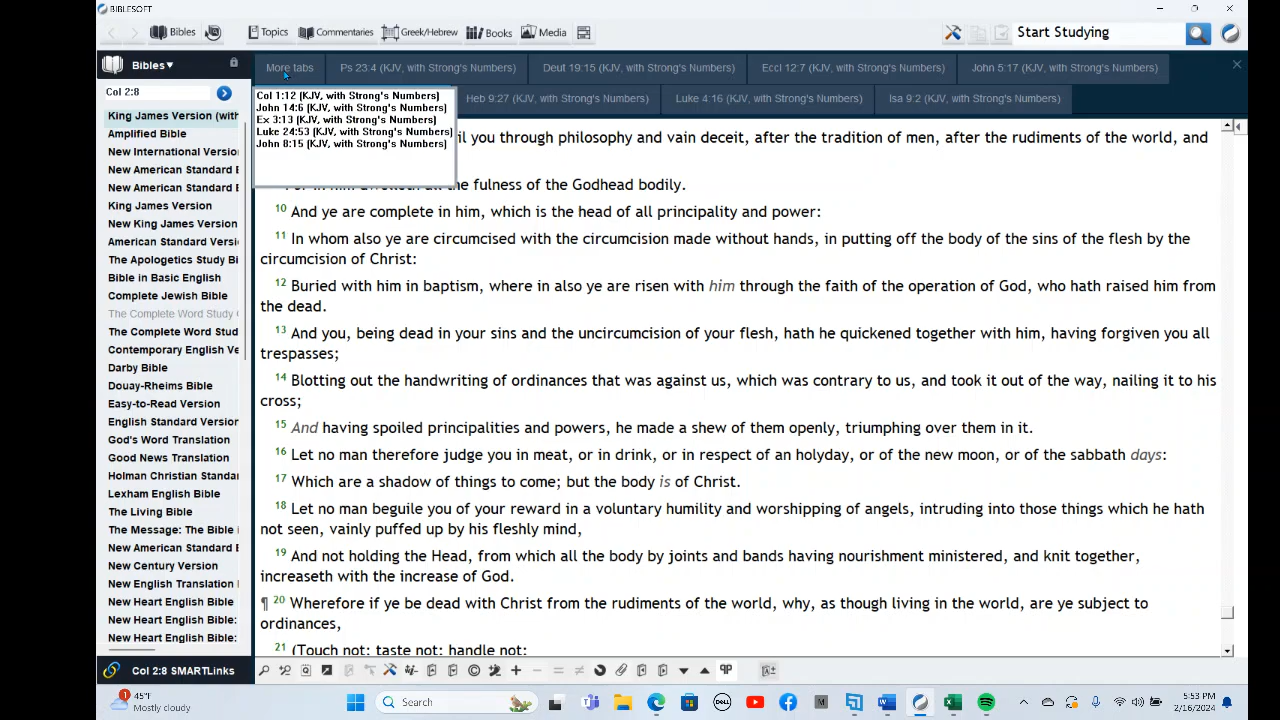 BIBLESOFT
Bibles
Topics
Commentaries
Greek/Hebrew
Books
Media
Start Studying
Bibles▾
More tabs
Ps 23:4 (KJV, with Strong's Numbers)
Deut 19:15 (KJV, with Strong's Numbers)
Eccl 12:7 (KJV, with Strong's Numbers)
John 5:17 (KJV, with Strong's Numbers)
Heb 9:27 (KJV, with Strong's Numbers)
Luke 4:16 (KJV, with Strong's Numbers)
Isa 9:2 (KJV, with Strong's Numbers)
Col 1:12 (KJV, with Strong's Numbers)
John 14:6 (KJV, with Strong's Numbers)
Ex 3:13 (KJV, with Strong's Numbers)
Luke 24:53 (KJV, with Strong's Numbers)
John 8:15 (KJV, with Strong's Numbers)
Col 2:8
King James Version (with
Amplified Bible
New International Versio
New American Standard E
New American Standard E
King James Version
New King James Version
American Standard Versi
The Apologetics Study Bi
Bible in Basic English
Complete Jewish Bible
The Complete Word Study
The Complete Word Stud
Contemporary English Ve
Darby Bible
Douay-Rheims Bible
Easy-to-Read Version
English Standard Version
God's Word Translation
Good News Translation
Holman Christian Standar
Lexham English Bible
The Living Bible
The Message: The Bible i
New American Standard E
New Century Version
New English Translation
New Heart English Bible
New Heart English Bible:
New Heart English Bible:
Col 2:8 SMARTLinks
il you through philosophy and vain deceit, after the tradition of men, after the rudiments of the world, and
the fulness of the Godhead bodily.
10 And ye are complete in him, which is the head of all principality and power:
11 In whom also ye are circumcised with the circumcision made without hands, in putting off the body of the sins of the flesh by the
circumcision of Christ:
12 Buried with him in baptism, where in also ye are risen with him through the faith of the operation of God, who hath raised him from
the dead.
13 And you, being dead in your sins and the uncircumcision of your flesh, hath he quickened together with him, having forgiven you all
trespasses;
14 Blotting out the handwriting of ordinances that was against us, which was contrary to us, and took it out of the way, nailing it to his
cross;
15 And having spoiled principalities and powers, he made a shew of them openly, triumphing over them in it.
16 Let no man therefore judge you in meat, or in drink, or in respect of an holyday, or of the new moon, or of the sabbath days:
17 Which are a shadow of things to come; but the body is of Christ.
18 Let no man beguile you of your reward in a voluntary humility and worshipping of angels, intruding into those things which he hath
not seen, vainly puffed up by his fleshly mind,
19 And not holding the Head, from which all the body by joints and bands having nourishment ministered, and knit together,
increaseth with the increase of God.
¶ 20 Wherefore if ye be dead with Christ from the rudiments of the world, why, as though living in the world, are ye subject to
ordinances,
21 (Touch not; taste not; handle not;
1
45°F
Mostly cloudy
Search
DELL
M
5:53 PM
2/16/2024